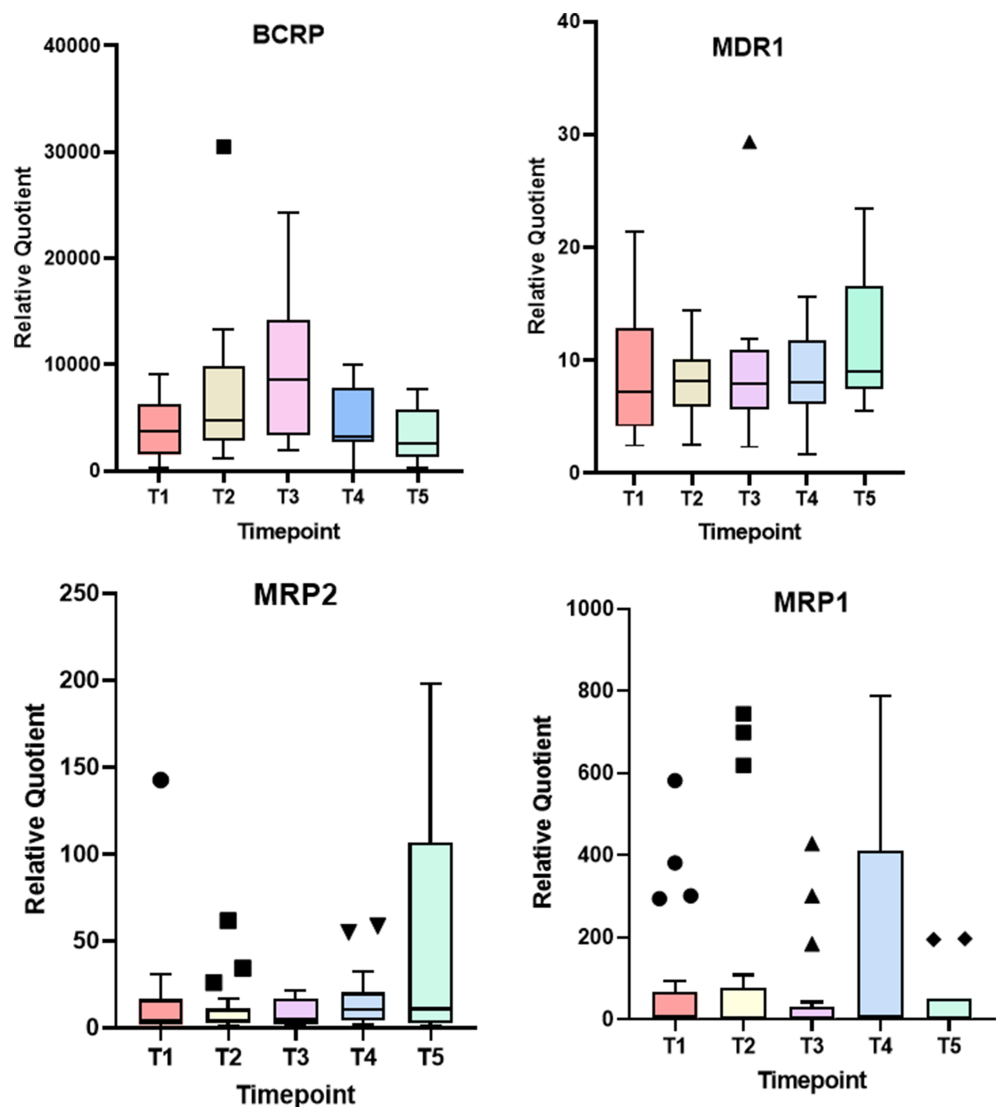 BCRP
40000
30000
20000
10000
0
Relative Quotient
T1 T2 T3 T4 T5
Timepoint
MDR1
40
30
20
10
0
Relative Quotient
T1 T2 T3 T4 T5
Timepoint
MRP2
250
200
150
100
50
0
Relative Quotient
T1 T2 T3 T4 T5
Timepoint
MRP1
1000
800
600
400
200
0
Relative Quotient
T1 T2 T3 T4 T5
Timepoint